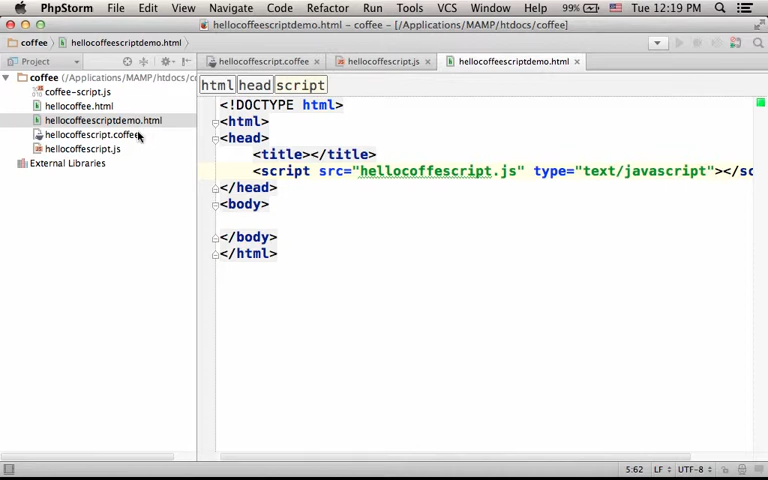 PhpStorm File Edit View Navigate Code Refactor Run Tools VCS Window Help 99% Tue 12:19 PM
hellocoffeescriptdemo.html – coffee – [/Applications/MAMP/htdocs/coffee]
coffee hellocoffeescriptdemo.html
Project
hellocoffescript.coffee hellocoffescript.js hellocoffeescriptdemo.html
coffee (/Applications/MAMP/htdocs/cc
html head script
coffee-script.js
hellocoffee.html
hellocoffeescriptdemo.html
hellocoffescript.coffee
hellocoffescript.js
External Libraries
<!DOCTYPE html>
<html>
<head>
<title></title>
<script src="hellocoffescript.js" type="text/javascript"></sc
</head>
<body>
</body>
</html>
5:62 LF UTF-8